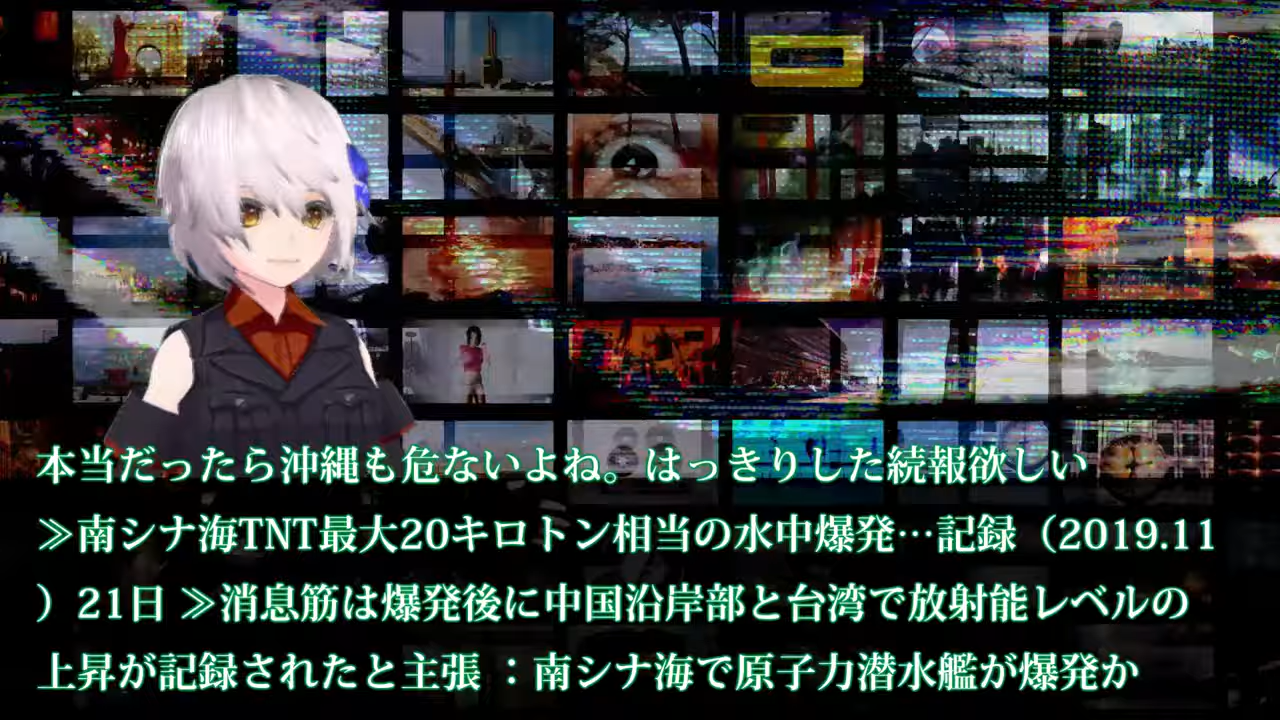 本当だったら沖縄も危ないよね。はっきりした続報欲しい
≫南シナ海TNT最大20キロトン相当の水中爆発…記録（2019.11
）21日 ≫消息筋は爆発後に中国沿岸部と台湾で放射能レベルの
上昇が記録されたと主張 ：南シナ海で原子力潜水艦が爆発か